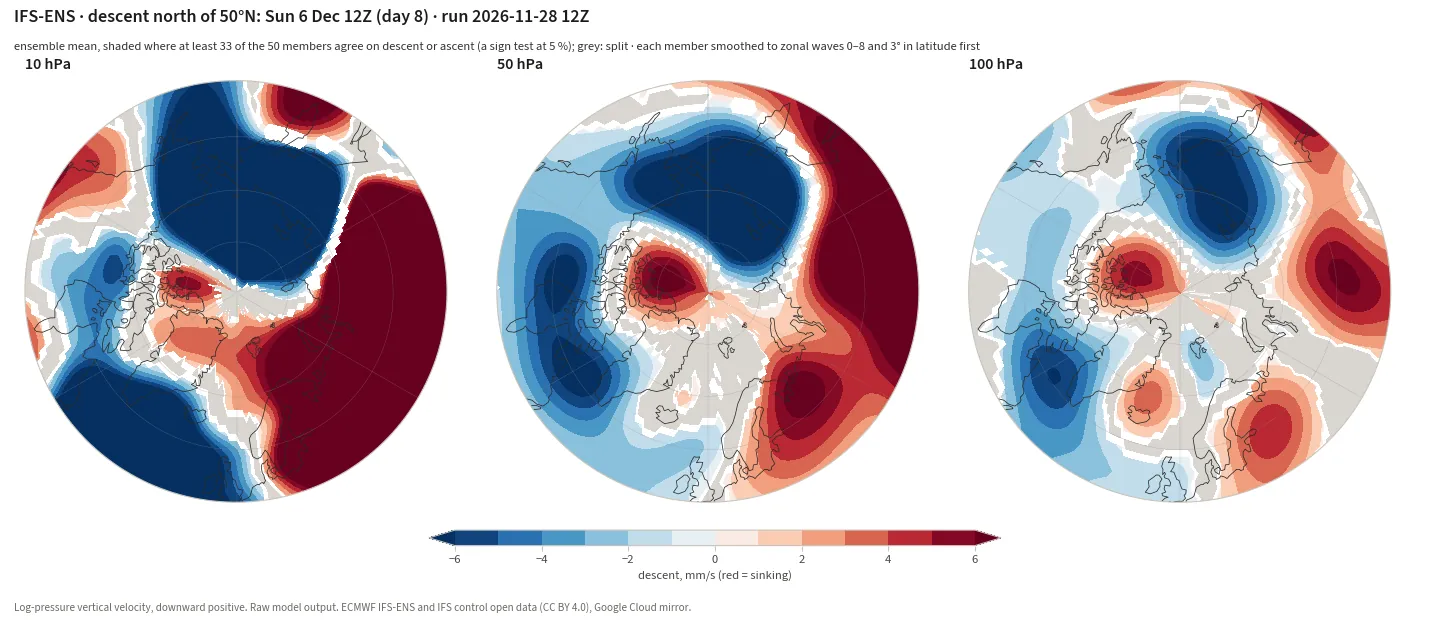 IFS-ENS · descent north of 50°N: Sun 6 Dec 12Z (day 8) · run 2026-11-28 12Z
ensemble mean, shaded where at least 33 of the 50 members agree on descent or ascent (a sign test at 5 %); grey: split · each member smoothed to zonal waves 0–8 and 3° in latitude first
10 hPa
50 hPa
100 hPa
−6 −4 −2 0 2 4 6
descent, mm/s (red = sinking)
Log-pressure vertical velocity, downward positive. Raw model output. ECMWF IFS-ENS and IFS control open data (CC BY 4.0), Google Cloud mirror.